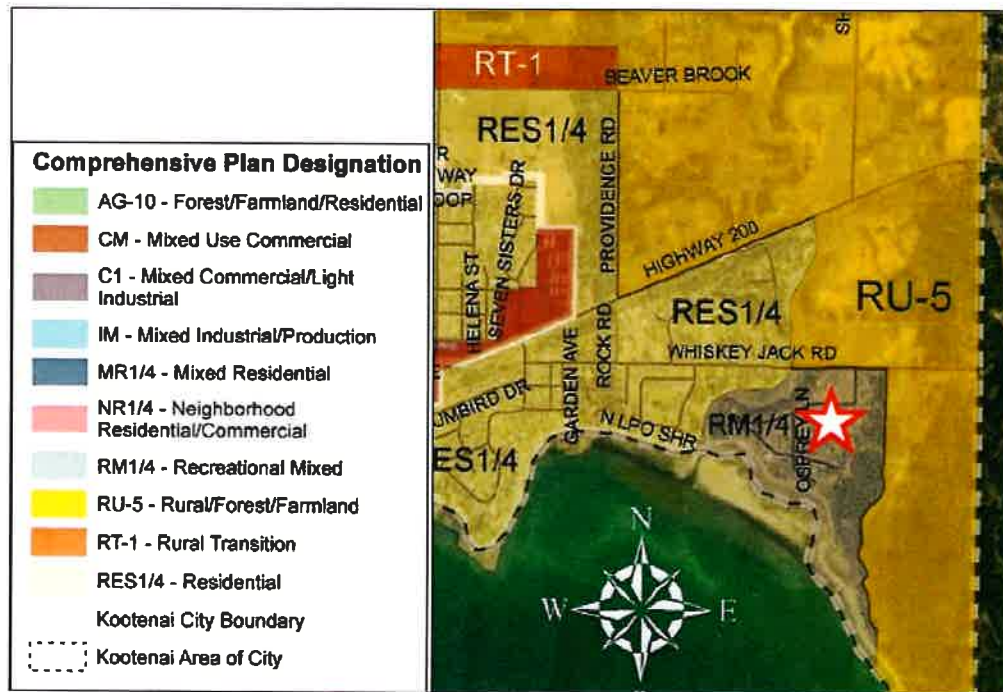 Comprehensive Plan Designation
AG-10 - Forest/Farmland/Residential
CM - Mixed Use Commercial
C1 - Mixed Commercial/Light
Industrial
IM - Mixed Industrial/Production
MR1/4 - Mixed Residential
NR1/4 - Neighborhood
Residential/Commercial
RM1/4 - Recreational Mixed
RU-5 - Rural/Forest/Farmland
RT-1 - Rural Transition
RES1/4 - Residential
Kootenai City Boundary
Kootenai Area of City
SH
RT-1
BEAVER BROOK
RES1/4
R
WAY
DOP
SEVEN SISTERS DR
HELENA ST
PROVIDENCE RD
HIGHWAY 200
RU-5
RES1/4
ROCK RD
GARDEN AVE
WHISKEY JACK RD
UMBIRD DR
N LPO SHR
RM1/4
OSPREY LN
ES1/4
N
W
E